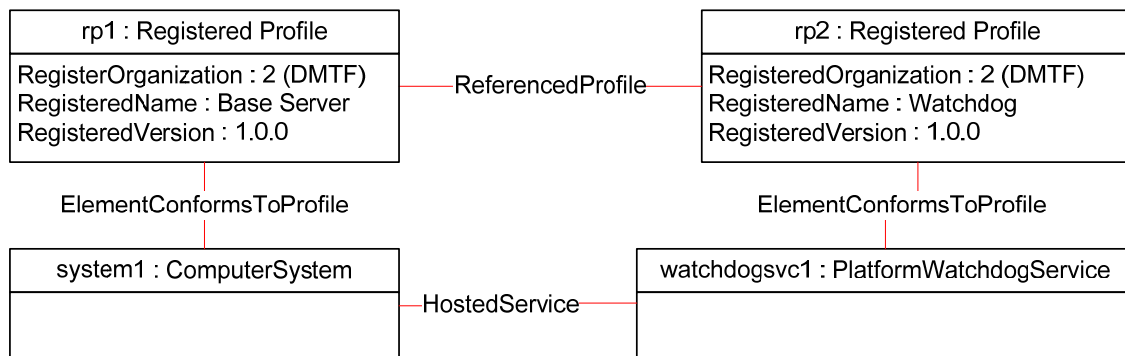 rp1 : Registered Profile
RegisterOrganization : 2 (DMTF)
RegisteredName : Base Server
RegisteredVersion : 1.0.0
ReferencedProfile
rp2 : Registered Profile
RegisteredOrganization : 2 (DMTF)
RegisteredName : Watchdog
RegisteredVersion : 1.0.0
ElementConformsToProfile
ElementConformsToProfile
system1 : ComputerSystem
HostedService
watchdogsvc1 : PlatformWatchdogService